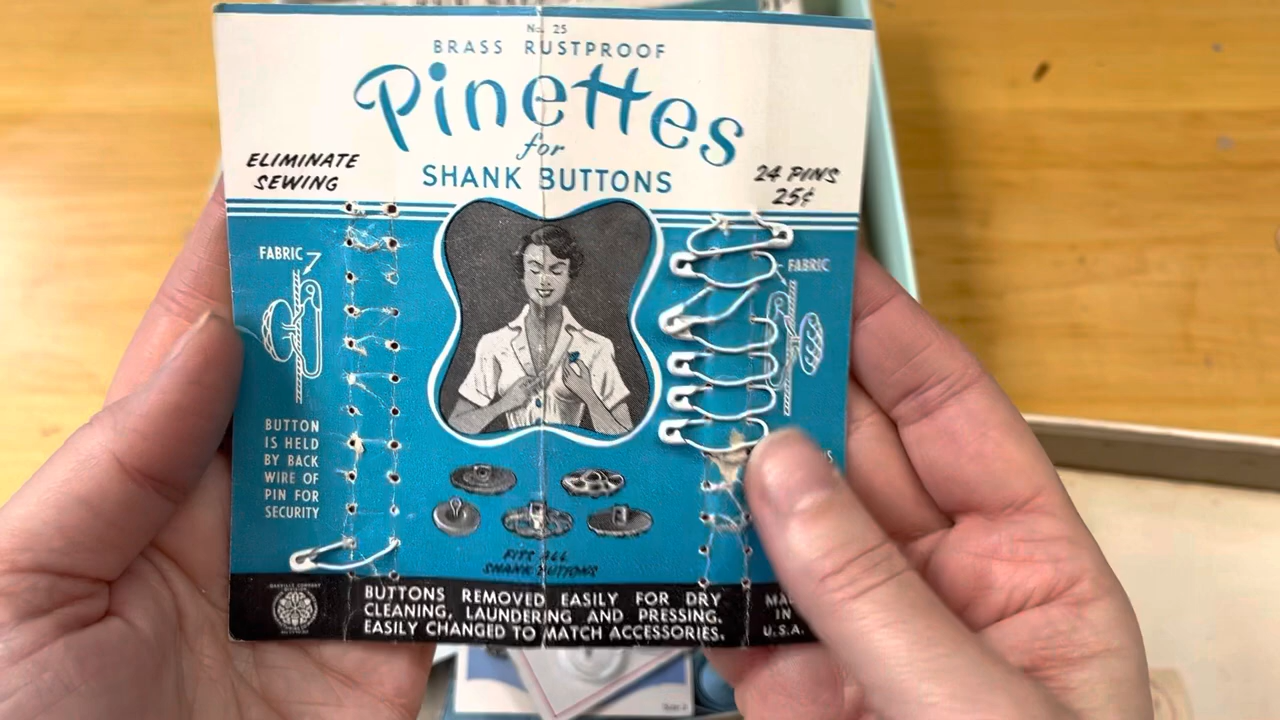 No. 25
BRASS RUSTPROOF
Pinettes
for
SHANK BUTTONS
ELIMINATE
SEWING
24 PINS
25¢
FABRIC
FABRIC
BUTTON
IS HELD
BY BACK
WIRE OF
PIN FOR
SECURITY
FITS ALL
SHANK BUTTONS
BUTTONS REMOVED EASILY FOR DRY
CLEANING, LAUNDERING AND PRESSING.
EASILY CHANGED TO MATCH ACCESSORIES.
IN
U.S.A.